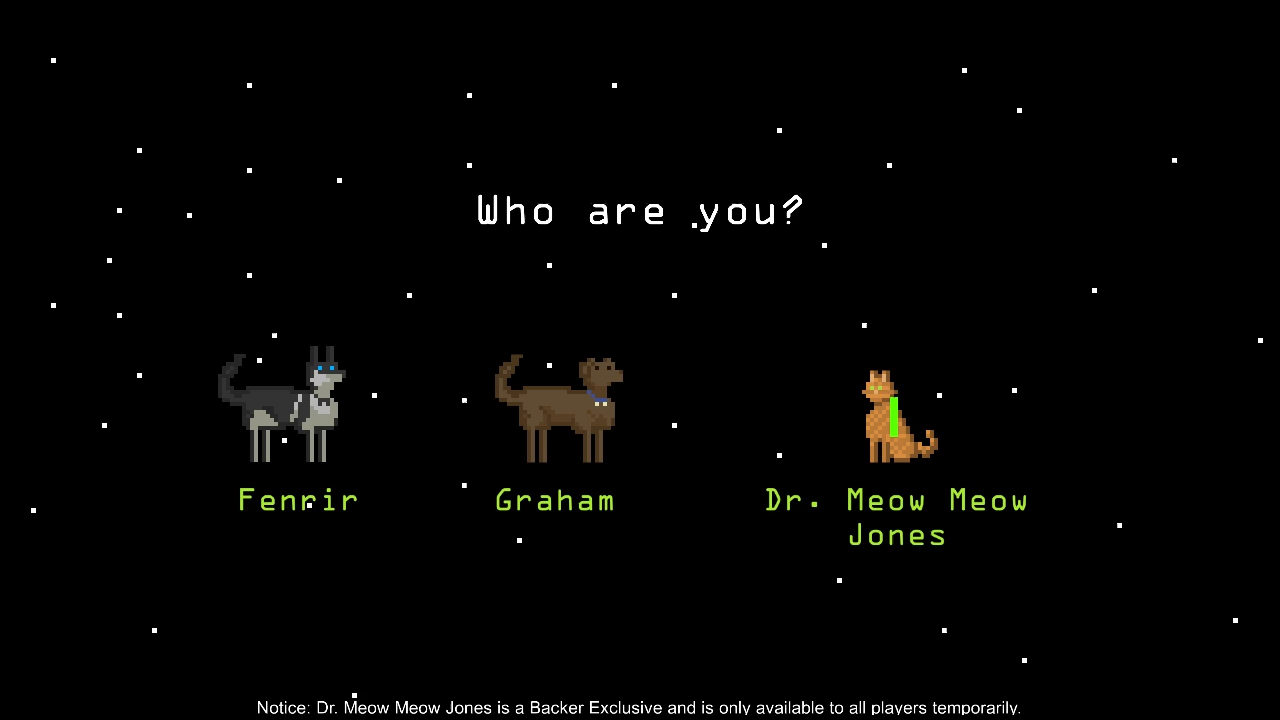 Who are you?
Fenrir
Graham
Dr. Meow Meow
Jones
Notice: Dr. Meow Meow Jones is a Backer Exclusive and is only available to all players temporarily.